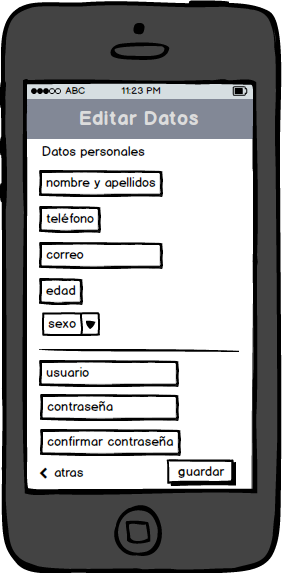 ABC 11:23 PM
Editar Datos
Datos personales
nombre y apellidos
teléfono
correo
edad
sexo
usuario
contraseña
confirmar contraseña
atras guardar